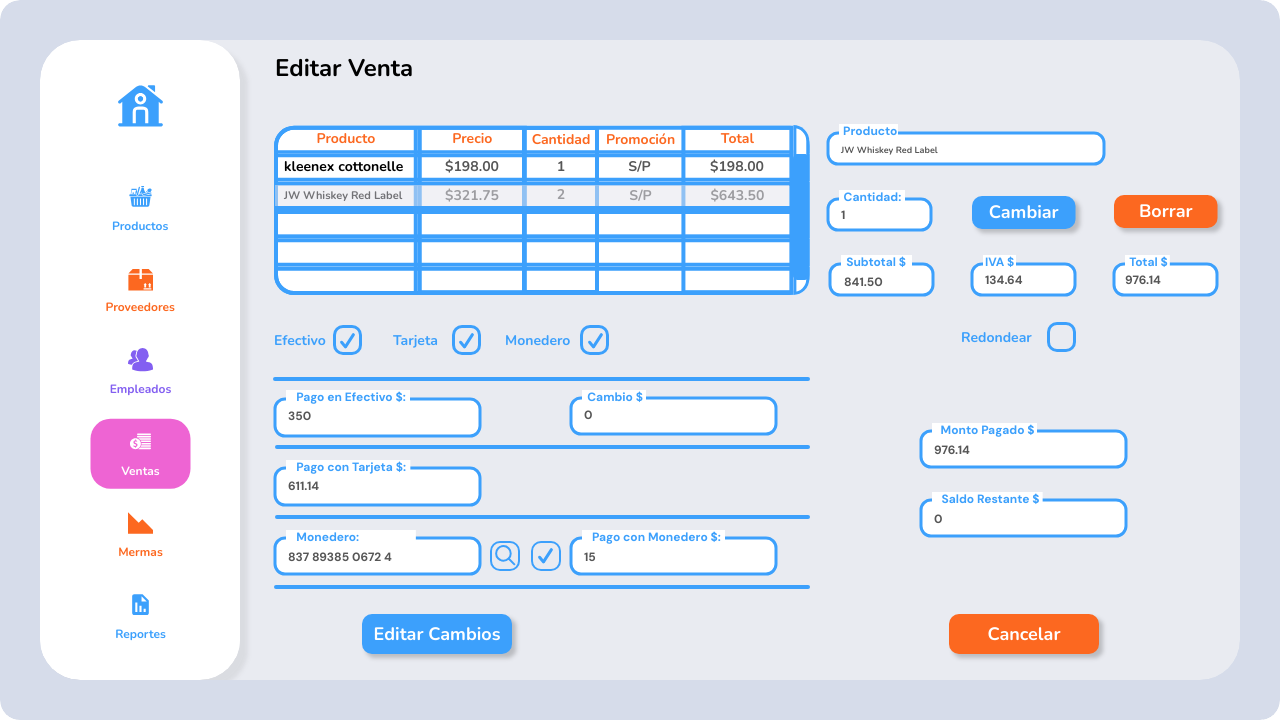 Editar Venta
Productos
Proveedores
Empleados
$
Ventas
Mermas
Reportes
Producto Precio Cantidad Promoción Total
kleenex cottonelle $198.00 1 S/P $198.00
JW Whiskey Red Label $321.75 2 S/P $643.50
Producto
JW Whiskey Red Label
Cantidad:
1
Cambiar
Borrar
Subtotal $
841.50
IVA $
134.64
Total $
976.14
Efectivo Tarjeta Monedero
Redondear
Pago en Efectivo $:
350
Cambio $
0
Pago con Tarjeta $:
611.14
Monedero:
837 89385 0672 4
Pago con Monedero $:
15
Monto Pagado $
976.14
Saldo Restante $
0
Editar Cambios
Cancelar